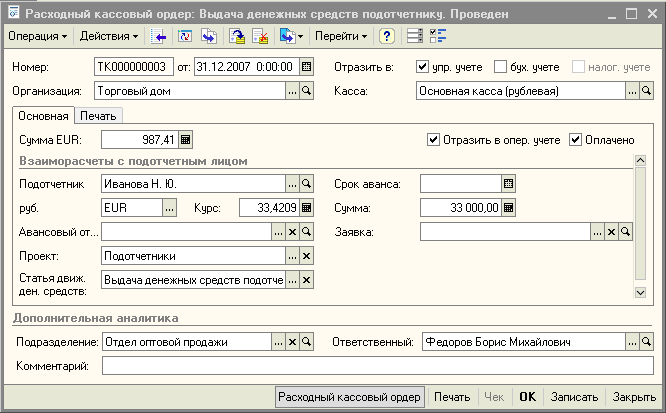 Расходный кассовый ордер: Выдача денежных средств подотчетнику. Проведен
Операция Действия Перейти ?
Номер: ТК000000003 от: 31.12.2007 0:00:00 Отразить в: упр. учете бух. учете налог. учете
Организация: Торговый дом ... Касса: Основная касса (рублевая) ...
Основная Печать
Сумма EUR: 987,41 Отразить в опер. учете Оплачено
Взаиморасчеты с подотчетным лицом
Подотчетник Иванова Н. Ю. ... Срок аванса:
руб. EUR ... Курс: 33,4209 Сумма: 33 000,00
Авансовый от... ... Заявка: ...
Проект: Подотчетники ...
Статья движ. ден. средств: Выдача денежных средств подотче ...
Дополнительная аналитика
Подразделение: Отдел оптовой продажи ... Ответственный: Федоров Борис Михайлович ...
Комментарий:
Расходный кассовый ордер Печать Чек OK Записать Закрыть